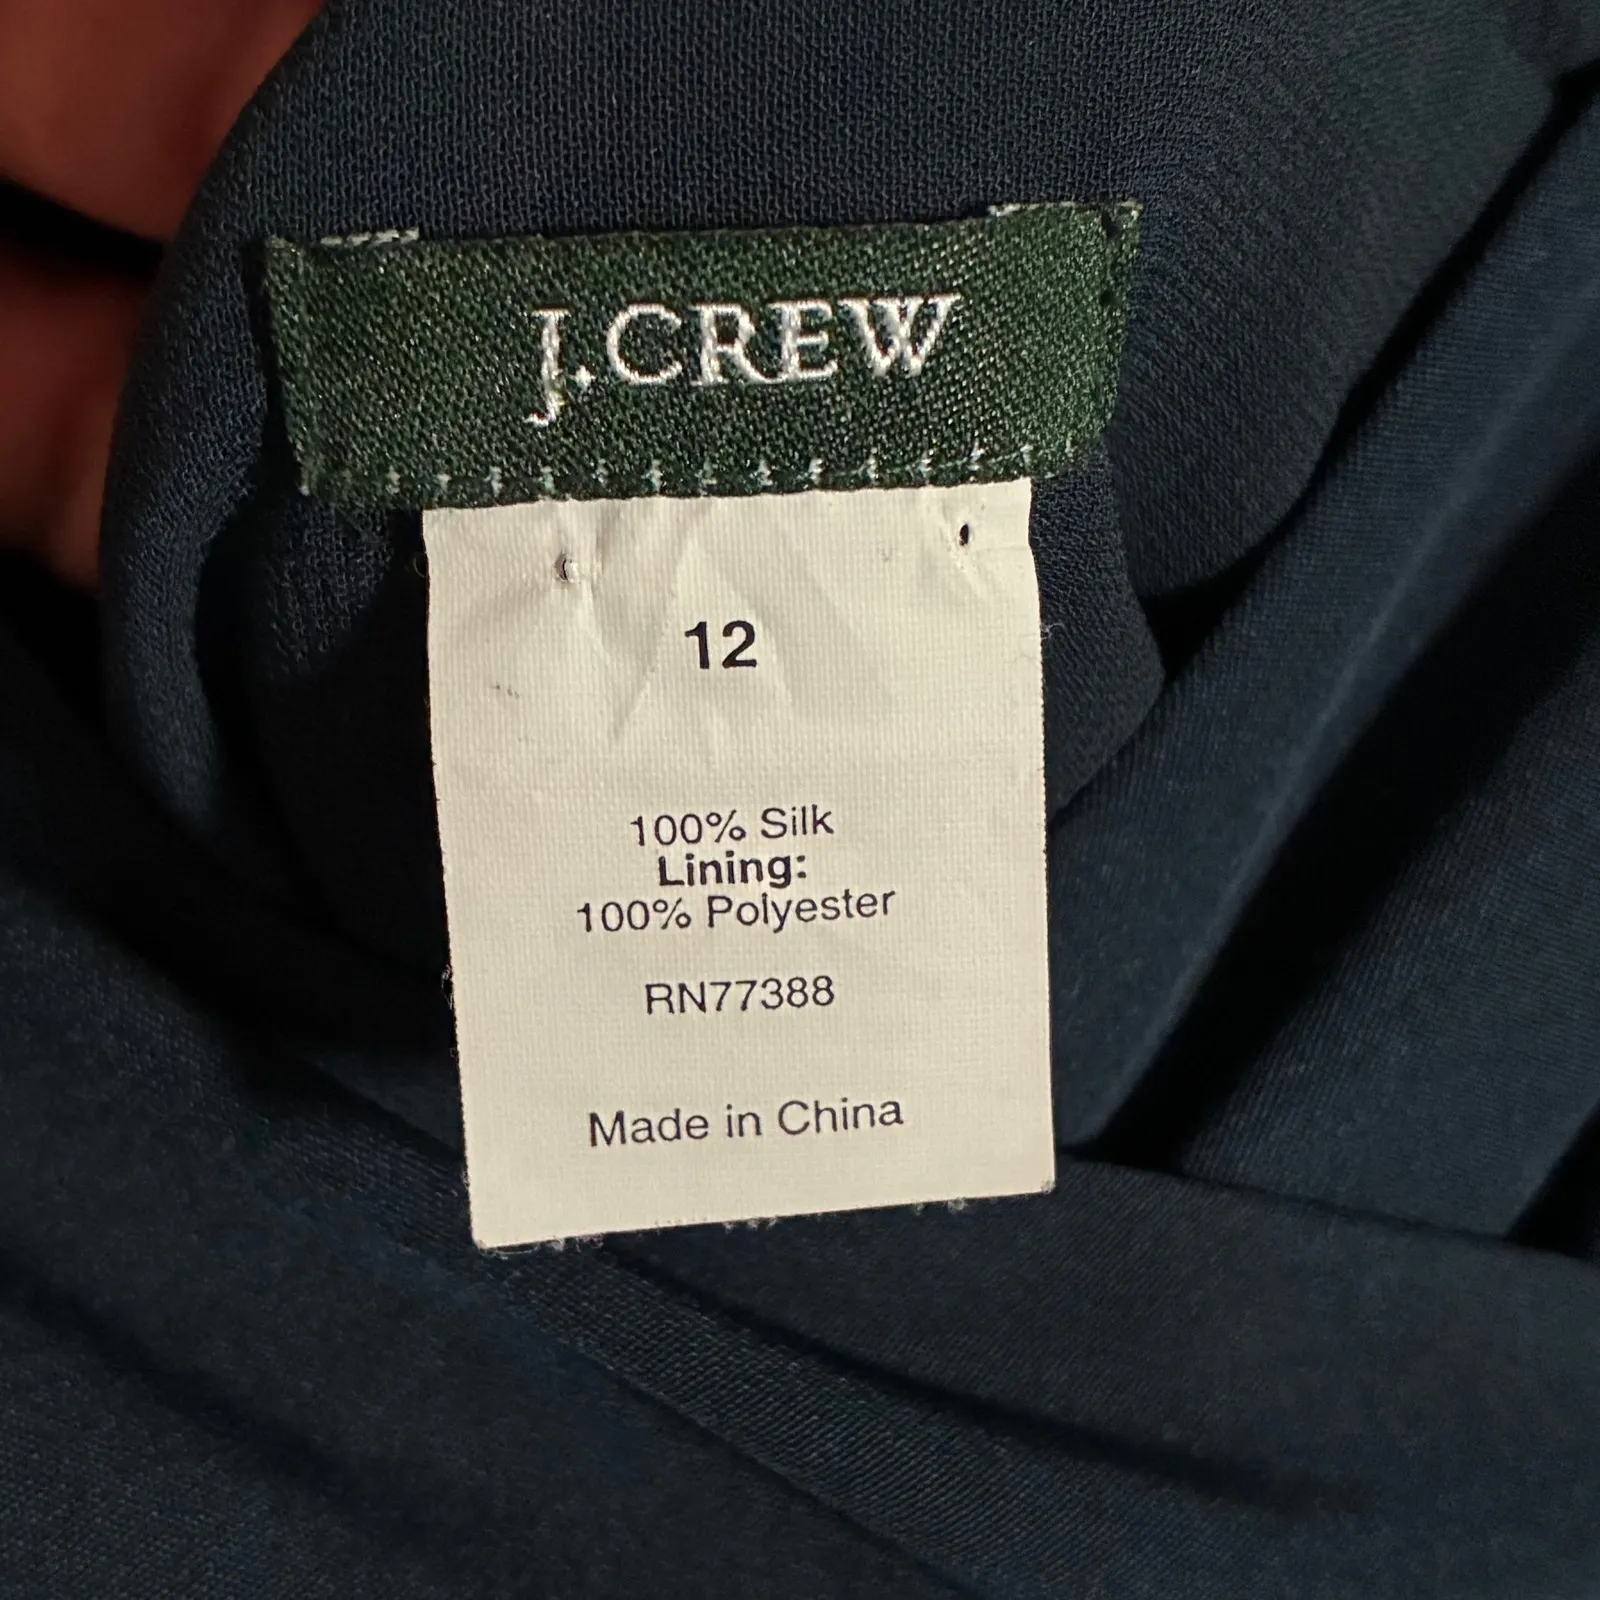 J.CREW
12
100% Silk
Lining:
100% Polyester
RN77388
Made in China